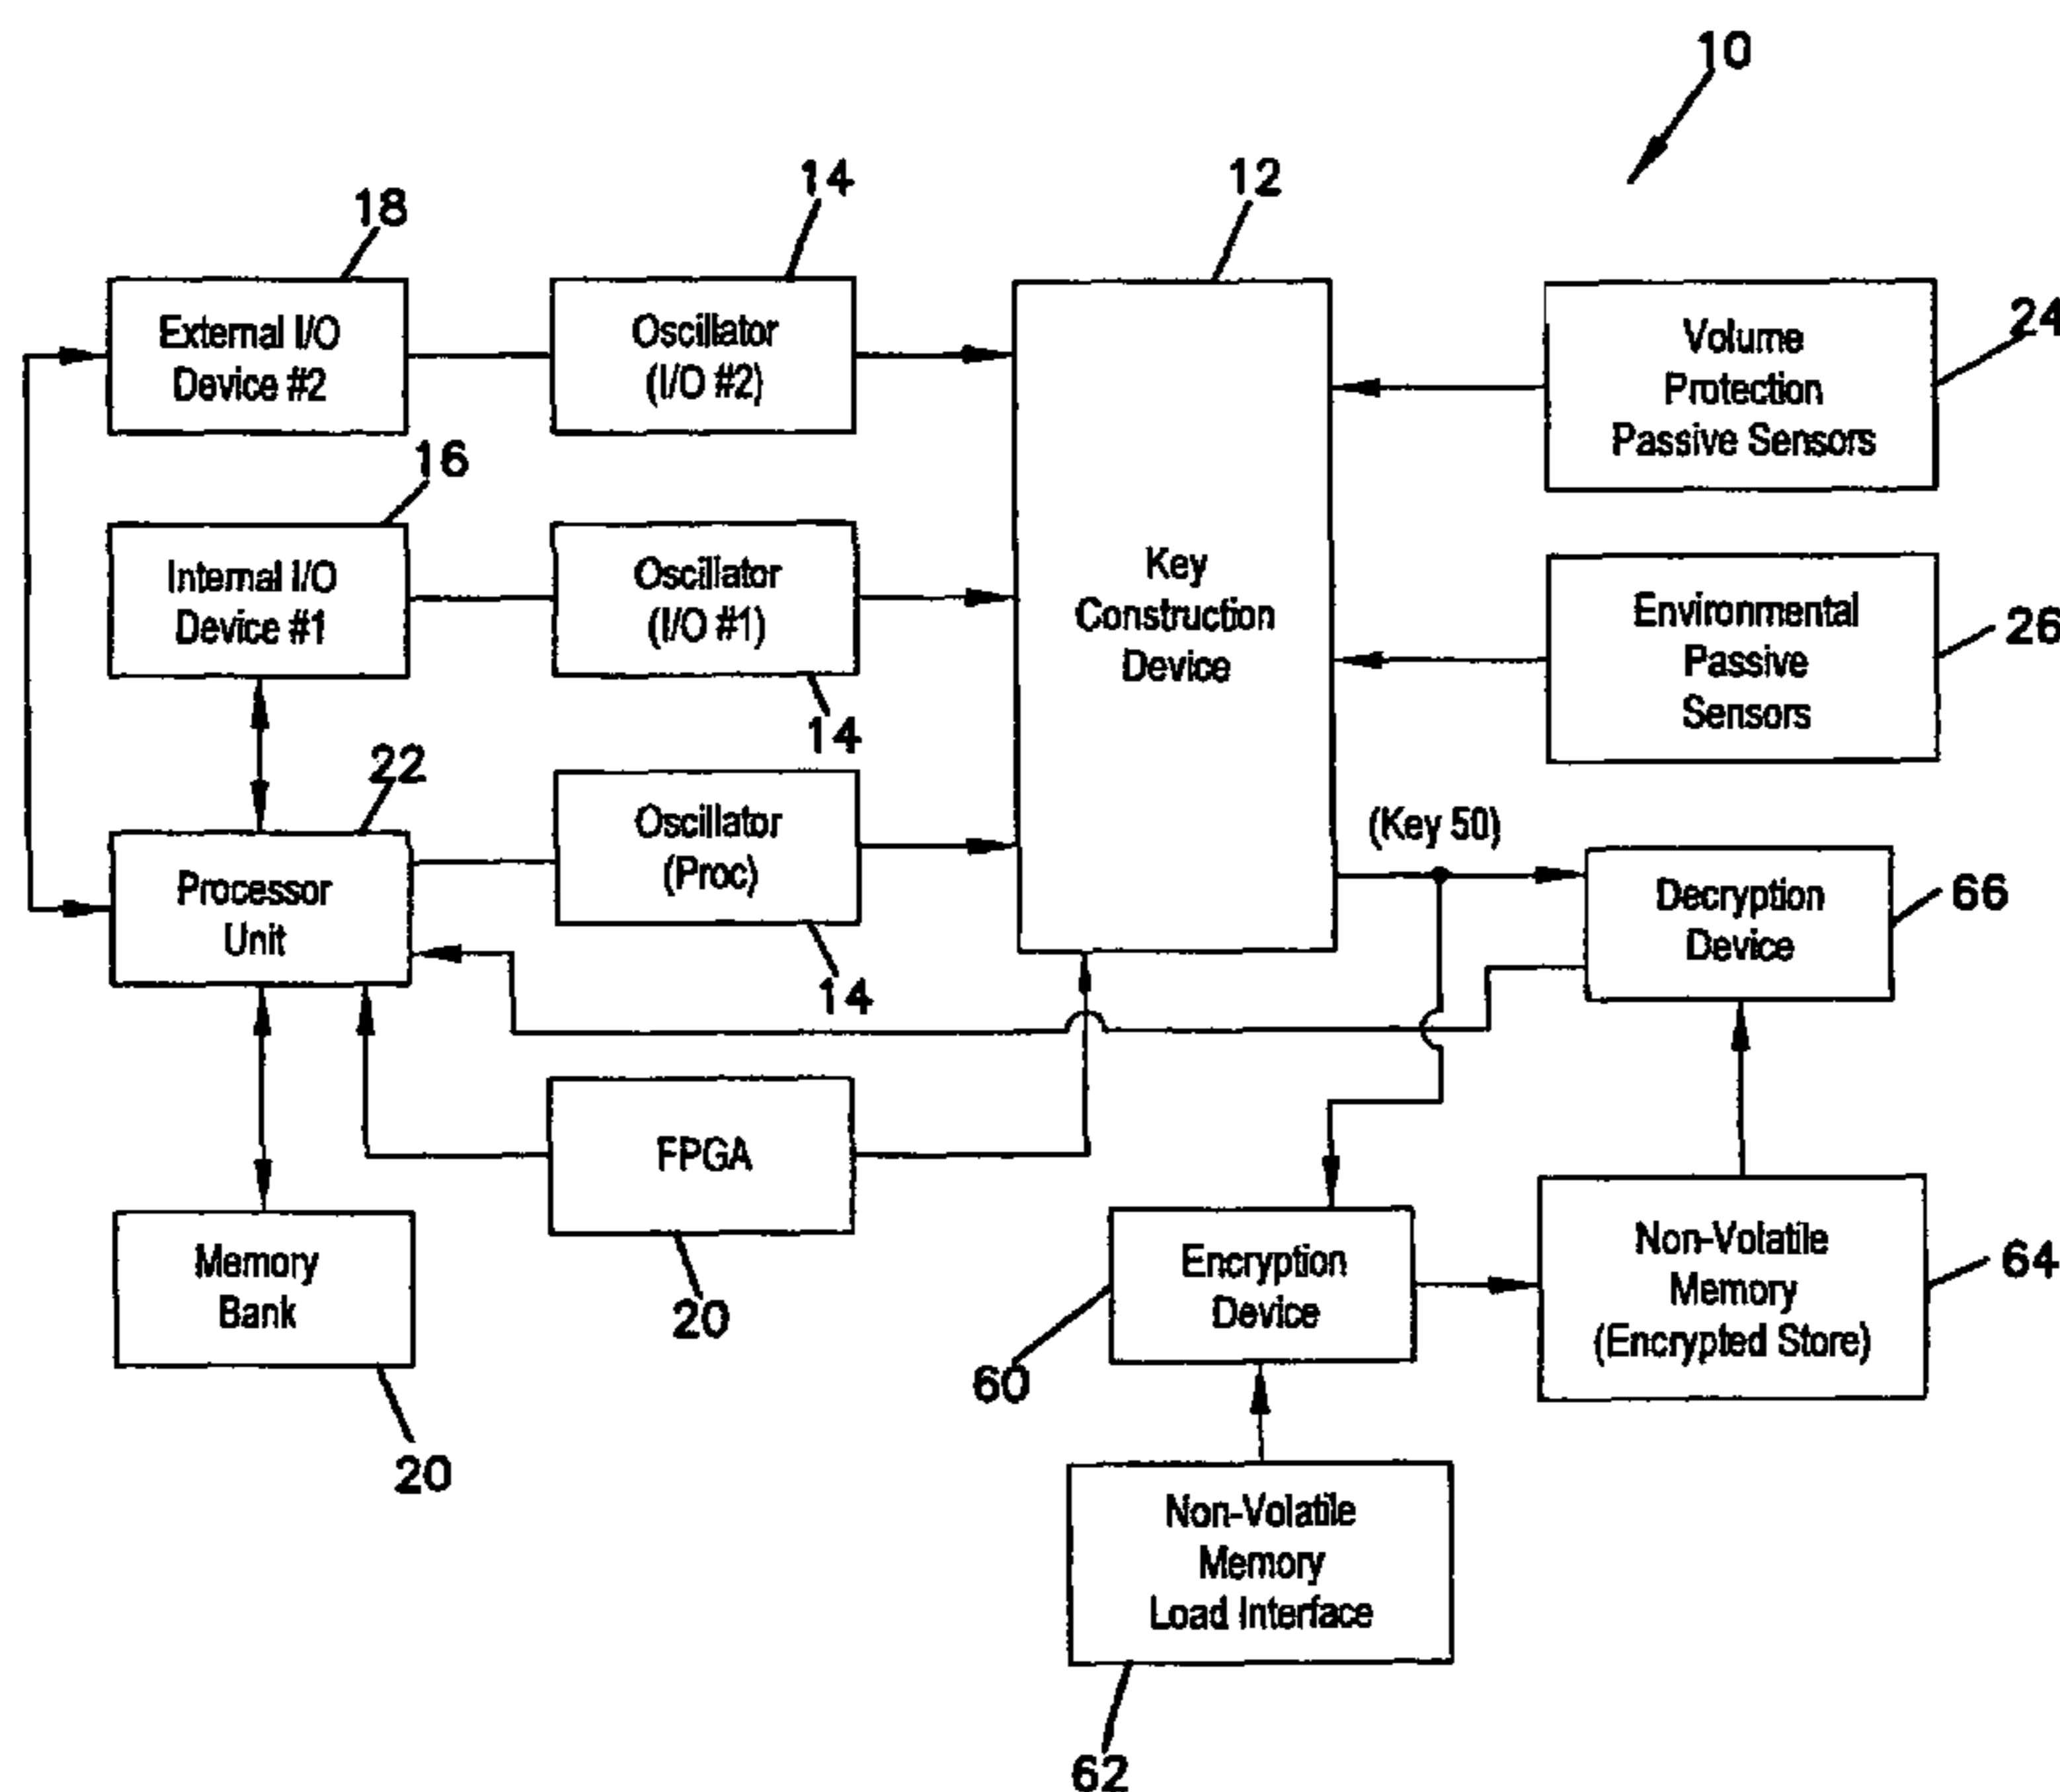 10
18
14
12
External I/O
Device #2
Oscillator
(I/O #2)
Volume
Protection
Passive Sensors
24
16
Internal I/O
Device #1
Oscillator
(I/O #1)
14
Key
Construction
Device
Environmental
Passive
Sensors
26
22
Processor
Unit
Oscillator
(Proc)
14
(Key 50)
Decryption
Device
66
FPGA
20
Memory
Bank
20
Encryption
Device
60
Non-Volatile
Memory
(Encrypted Store)
64
Non-Volatile
Memory
Load Interface
62